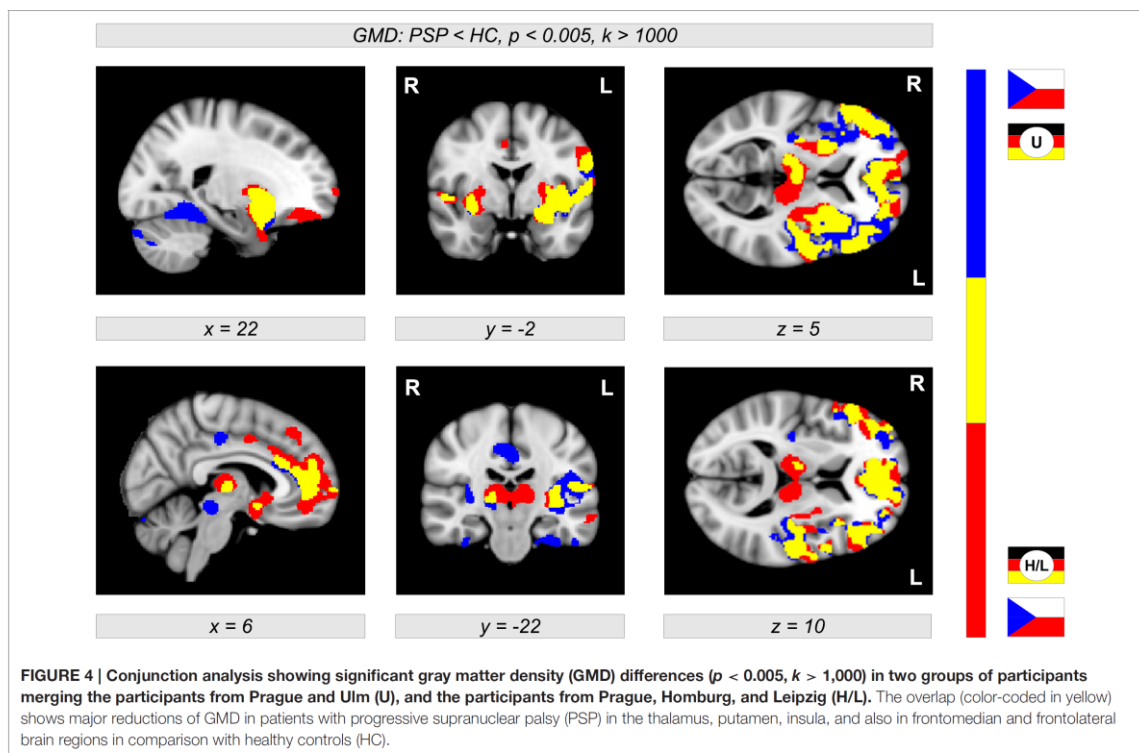 GMD: PSP < HC, p < 0.005, k > 1000
R
L
R
L
U
x = 22
y = -2
z = 5
R
L
R
L
H/L
x = 6
y = -22
z = 10
FIGURE 4 | Conjunction analysis showing significant gray matter density (GMD) differences (p < 0.005, k > 1,000) in two groups of participants
merging the participants from Prague and Ulm (U), and the participants from Prague, Homburg, and Leipzig (H/L). The overlap (color-coded in yellow)
shows major reductions of GMD in patients with progressive supranuclear palsy (PSP) in the thalamus, putamen, insula, and also in frontomedian and frontolateral
brain regions in comparison with healthy controls (HC).